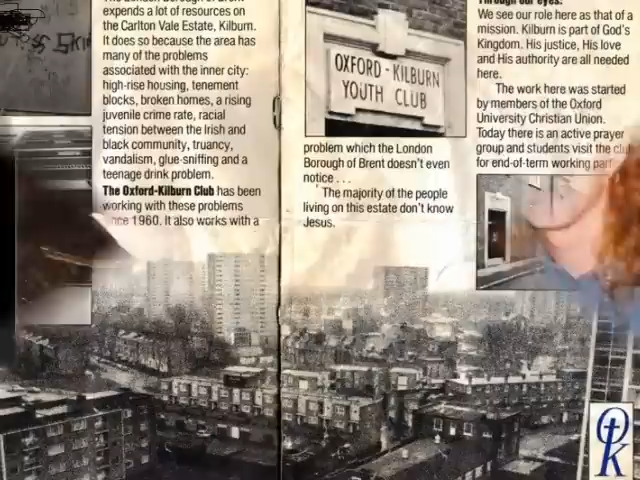 expends a lot of resources on
the Carlton Vale Estate, Kilburn.
It does so because the area has
many of the problems
associated with the inner city:
high-rise housing, tenement
blocks, broken homes, a rising
juvenile crime rate, racial
tension between the Irish and
black community, truancy,
vandalism, glue-sniffing and a
teenage drink problem.
The Oxford-Kilburn Club has been
working with these problems
since 1960. It also works with a
OXFORD - KILBURN
YOUTH CLUB
problem which the London
Borough of Brent doesn't even
notice ...
The majority of the people
living on this estate don't know
Jesus.
Through our eyes:
We see our role here as that of a
mission. Kilburn is part of God's
Kingdom. His justice, His love
and His authority are all needed
here.
The work here was started
by members of the Oxford
University Christian Union.
Today there is an active prayer
group and students visit the club
for end-of-term working part
OK